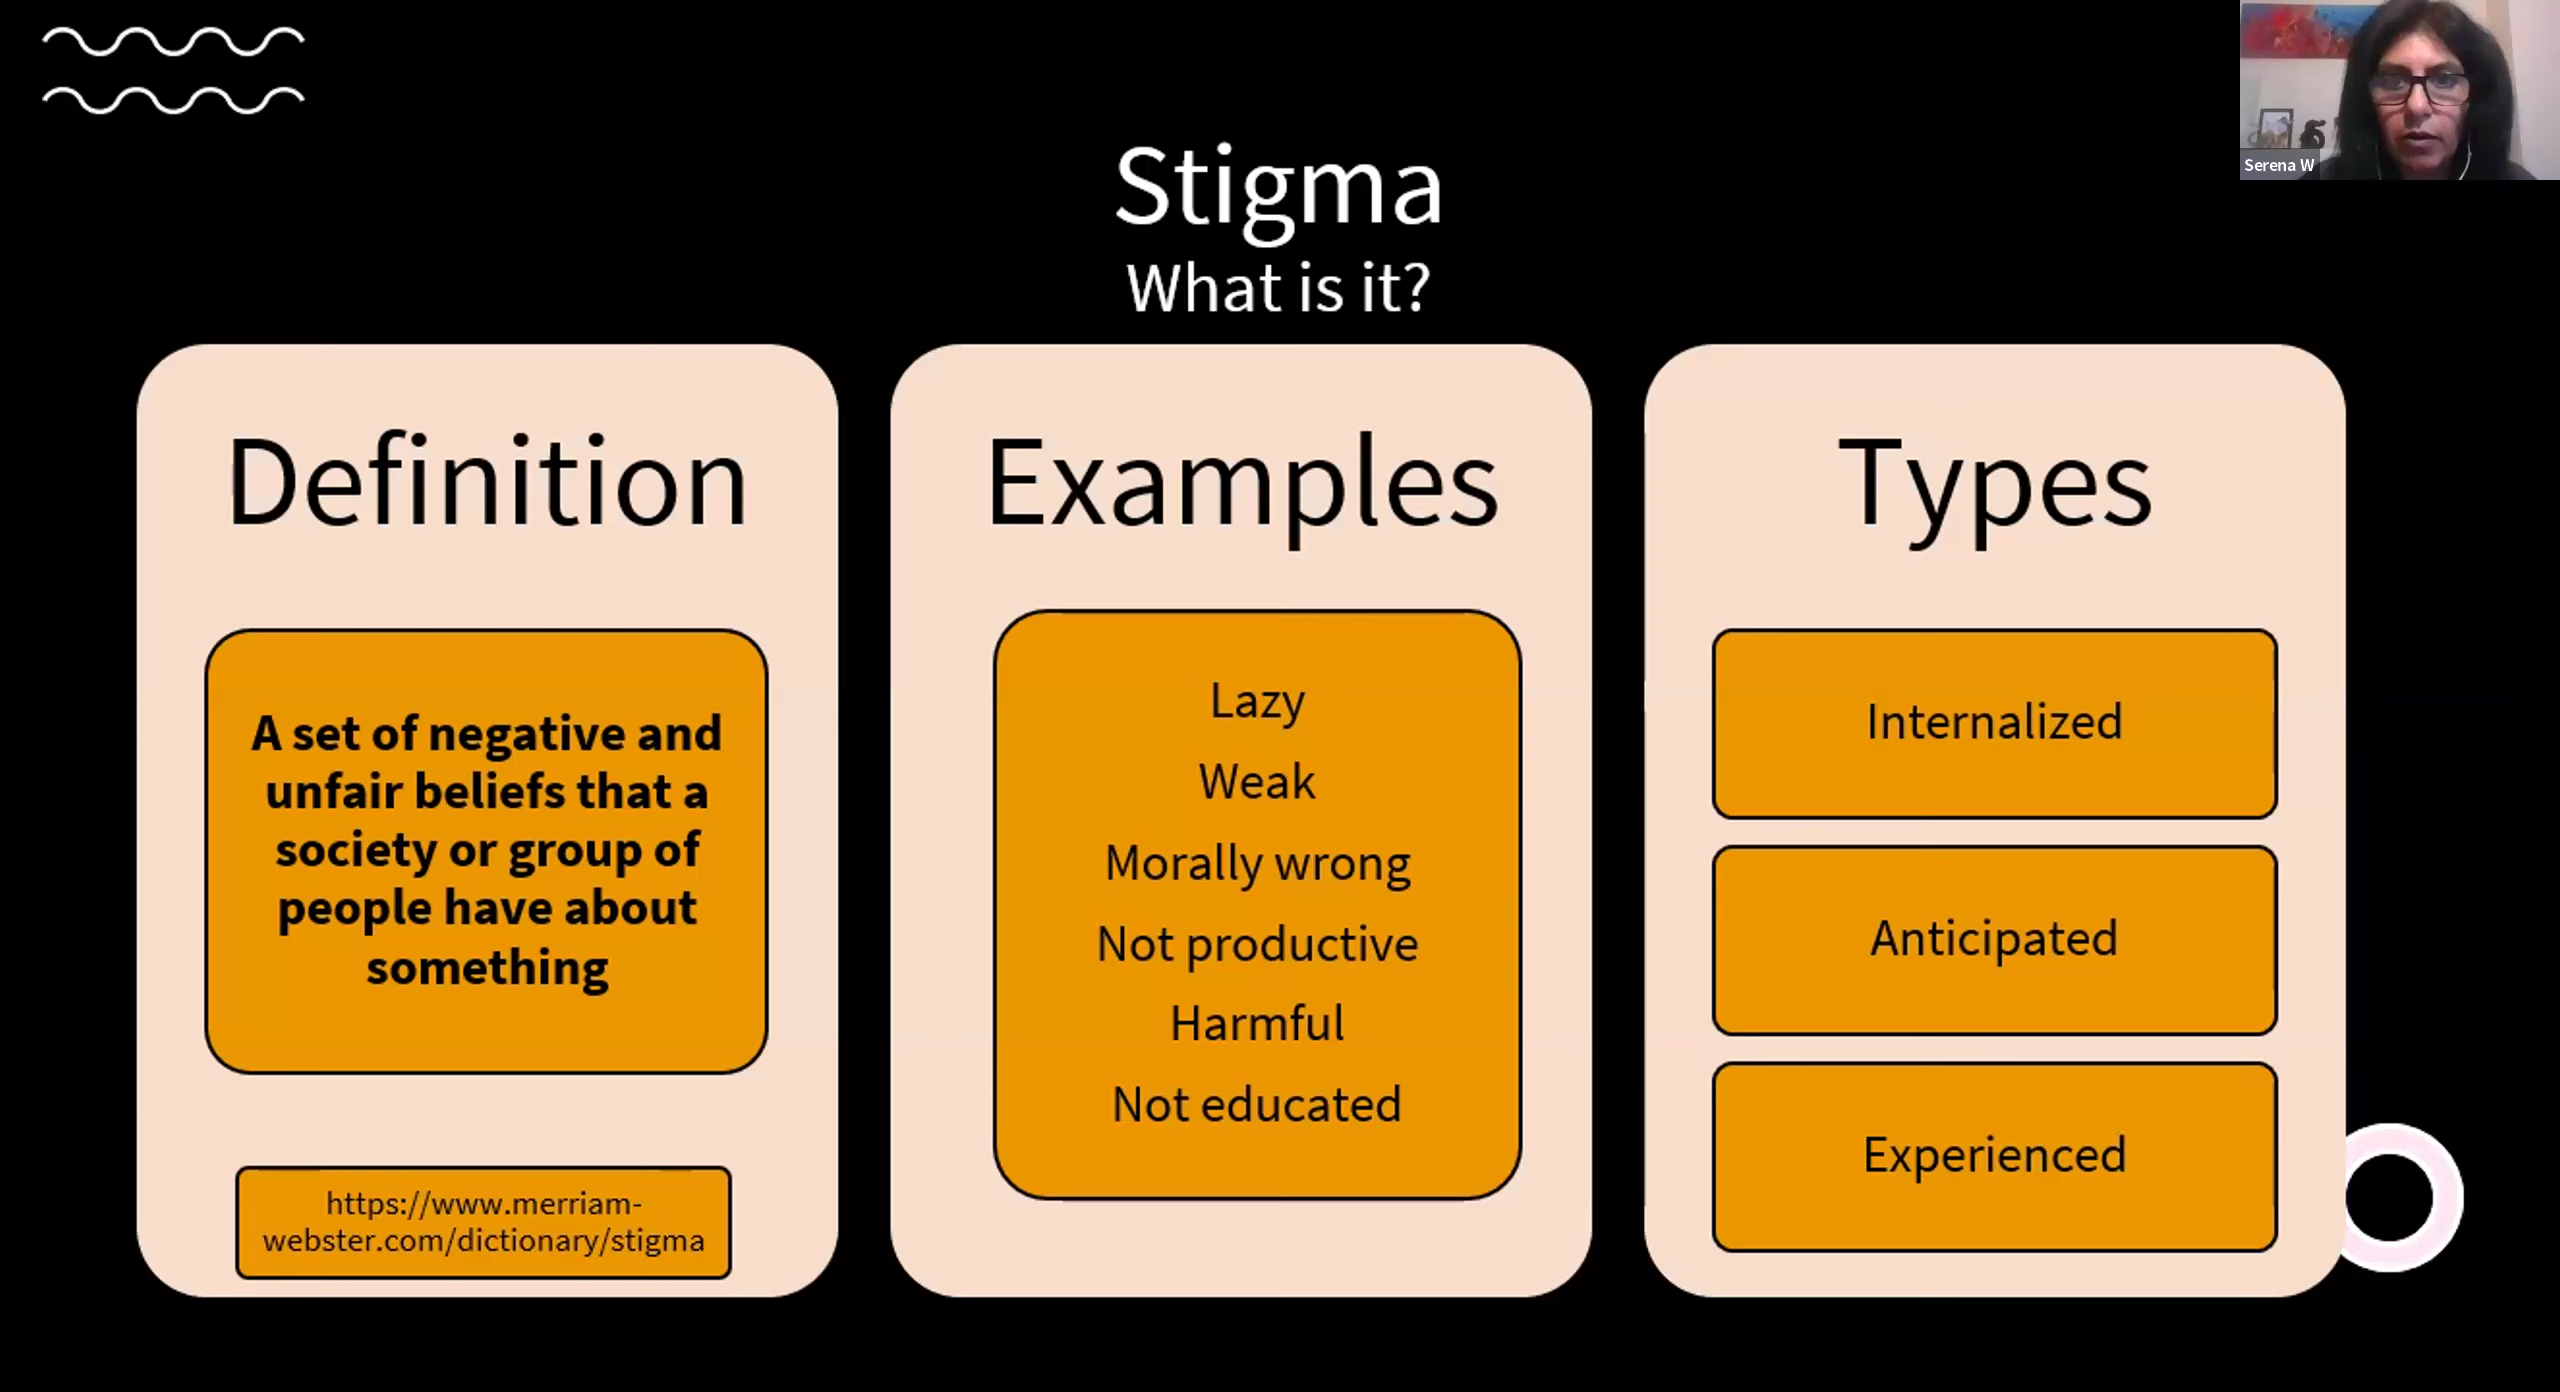 Serena W
Stigma
What is it?
Definition
A set of negative and
unfair beliefs that a
society or group of
people have about
something
https://www.merriam-
webster.com/dictionary/stigma
Examples
Lazy
Weak
Morally wrong
Not productive
Harmful
Not educated
Types
Internalized
Anticipated
Experienced